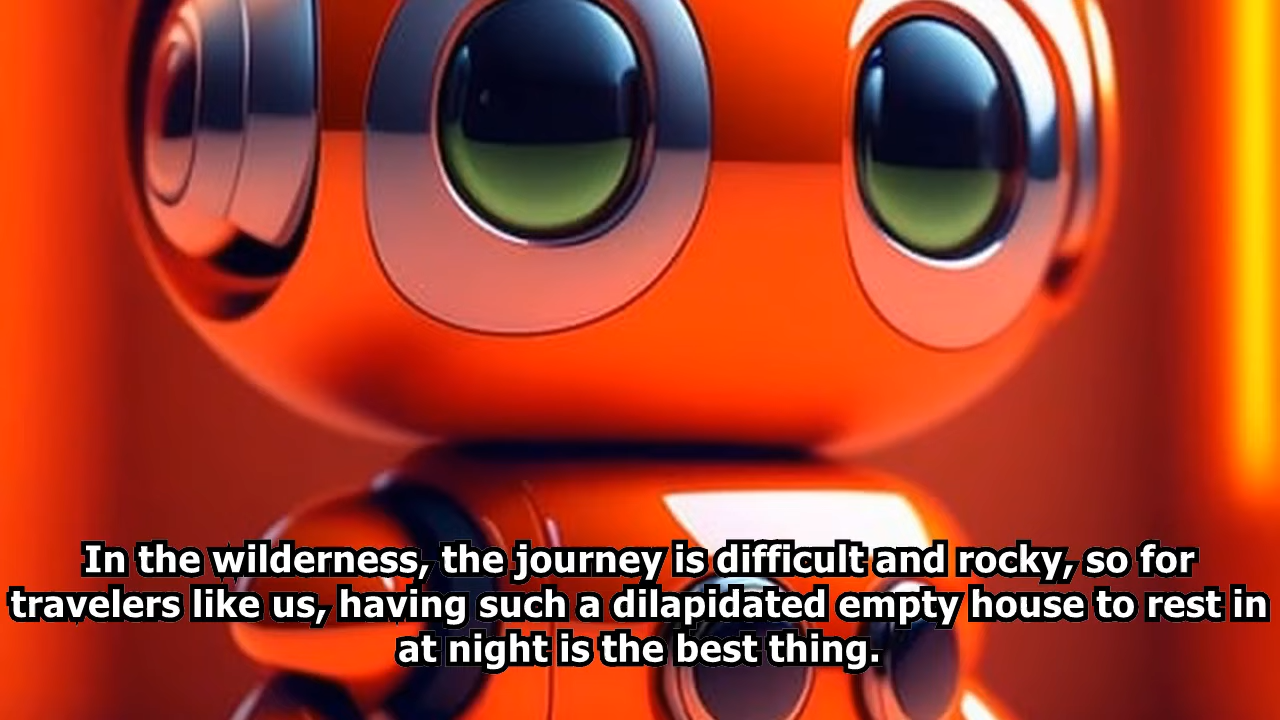 In the wilderness, the journey is difficult and rocky, so for
travelers like us, having such a dilapidated empty house to rest in
at night is the best thing.